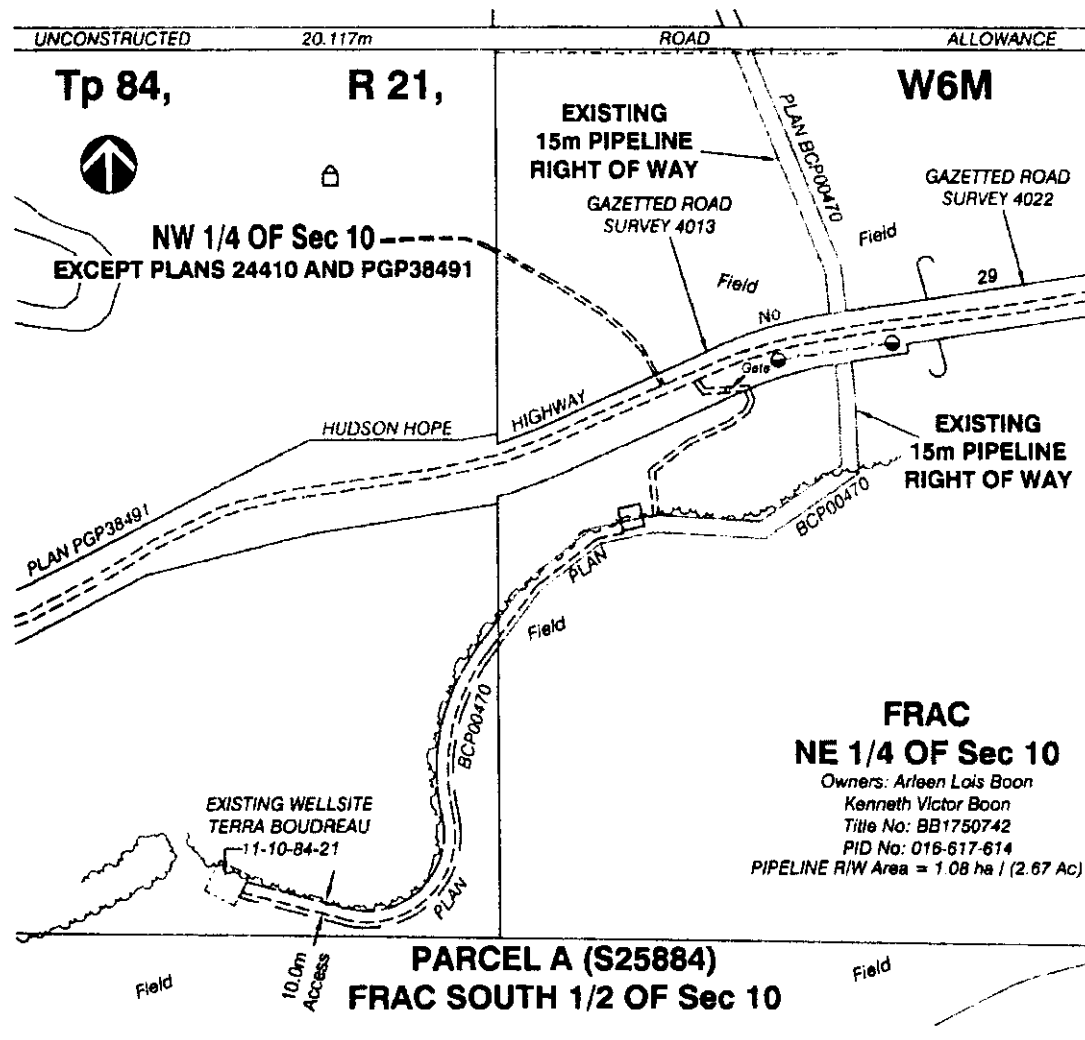 UNCONSTRUCTED 20.117m ROAD ALLOWANCE
Tp 84, R 21, W6M
EXISTING
15m PIPELINE
RIGHT OF WAY
PLAN BCP00470
GAZETTED ROAD
SURVEY 4013
GAZETTED ROAD
SURVEY 4022
Field
NW 1/4 OF Sec 10
EXCEPT PLANS 24410 AND PGP38491
Field
29
No
Gate
HIGHWAY
HUDSON HOPE
EXISTING
15m PIPELINE
RIGHT OF WAY
PLAN PGP38491
BCP00470
PLAN
Field
BCP00470
FRAC
NE 1/4 OF Sec 10
Owners: Arleen Lois Boon
Kenneth Victor Boon
Title No: BB1750742
PID No: 016-617-614
PIPELINE R/W Area = 1.08 ha / (2.67 Ac)
EXISTING WELLSITE
TERRA BOUDREAU
11-10-84-21
PLAN
10.0m
Access
PARCEL A (S25884)
FRAC SOUTH 1/2 OF Sec 10
Field
Field